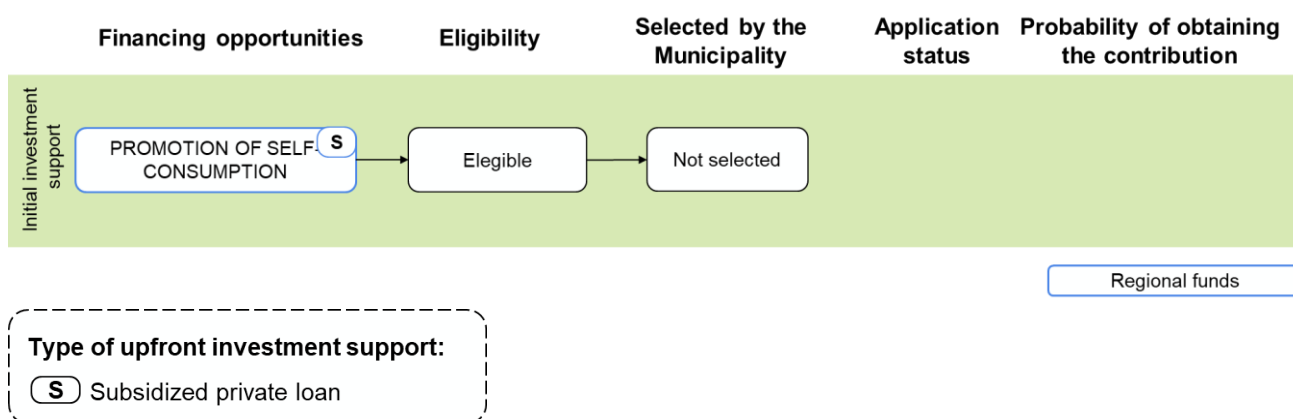 Financing opportunities
Eligibility
Selected by the
Municipality
Application
status
Probability of obtaining
the contribution
Initial investment
support
PROMOTION OF SELF-
CONSUMPTION
S
Elegible
Not selected
Regional funds
Type of upfront investment support:
S Subsidized private loan